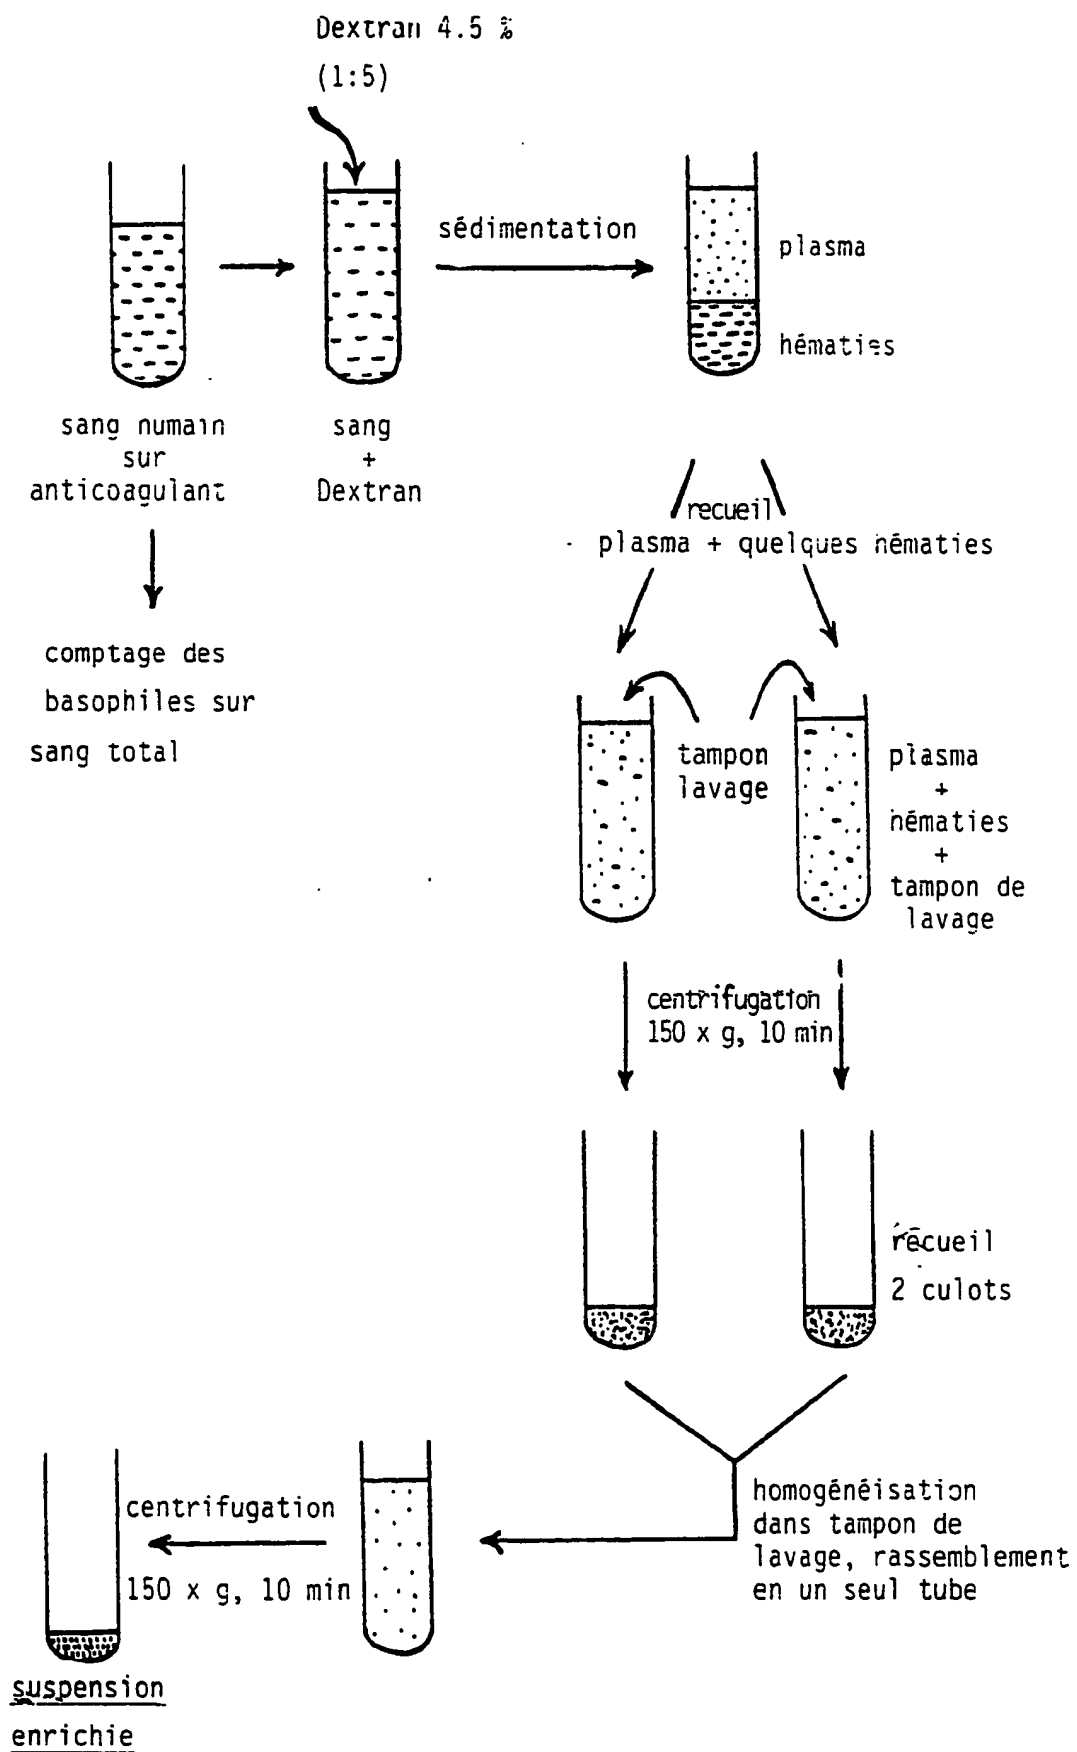 Dextran 4.5 %
(1:5)
sédimentation
plasma
hématies
sang humain
sur
anticoagulant
sang
+
Dextran
recueil
plasma + quelques hématies
comptage des
basophiles sur
sang total
tampon
lavage
plasma
+
hématies
+
tampon de
lavage
centrifugation
150 x g, 10 min
recueil
2 culots
homogénéisation
dans tampon de
lavage, rassemblement
en un seul tube
centrifugation
150 x g, 10 min
suspension
enrichie